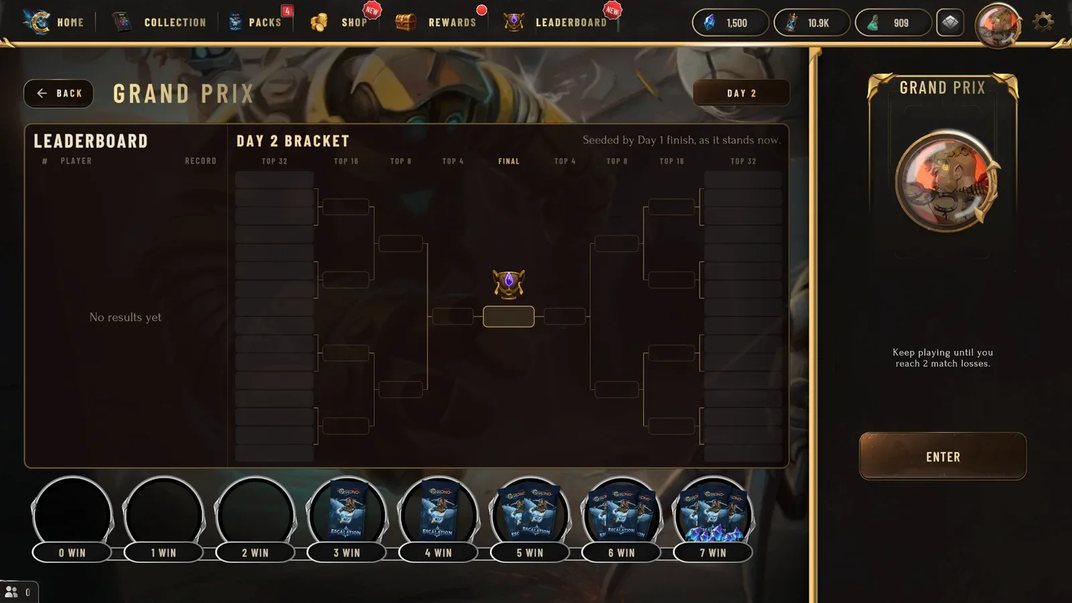 HOME
COLLECTION
PACKS
4
SHOP
NEW
REWARDS
LEADERBOARD
NEW
1,500
10.9K
909
BACK
GRAND PRIX
DAY 2
LEADERBOARD
# PLAYER RECORD
No results yet
DAY 2 BRACKET
Seeded by Day 1 finish, as it stands now.
TOP 32 TOP 16 TOP 8 TOP 4 FINAL TOP 4 TOP 8 TOP 16 TOP 32
ESCALATION
ESCALATION
ESCALATION
ESCALATION
0 WIN
1 WIN
2 WIN
3 WIN
4 WIN
5 WIN
6 WIN
7 WIN
GRAND PRIX
Keep playing until you
reach 2 match losses.
ENTER
0